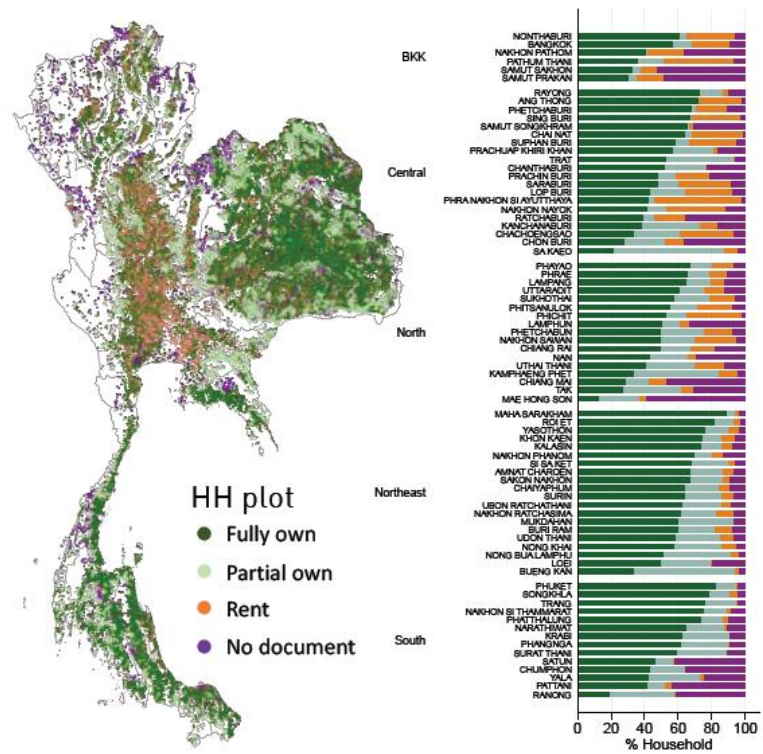 HH plot
Fully own
Partial own
Rent
No document
BKK
NONTHABURI
BANGKOK
NAKHON PATHOM
PATHUM THANI
SAMUT SAKHON
SAMUT PRAKAN
Central
RAYONG
ANG THONG
PHETCHABURI
SING BURI
SAMUT SONGKHRAM
CHAI NAT
SUPHAN BURI
PRACHUAP KHIRI KHAN
TRAT
CHANTHABURI
PRACHIN BURI
SARABURI
LOP BURI
PHRA NAKHON SI AYUTTHAYA
NAKHON NAYOK
RATCHABURI
KANCHANABURI
CHACHOENGSAO
CHON BURI
SA KAEO
North
PHAYAO
PHRAE
LAMPANG
UTTARADIT
SUKHOTHAI
PHITSANULOK
PHICHIT
LAMPHUN
PHETCHABUN
NAKHON SAWAN
CHIANG RAI
NAN
UTHAI THANI
KAMPHAENG PHET
CHIANG MAI
TAK
MAE HONG SON
Northeast
MAHA SARAKHAM
ROI ET
YASOTHON
KHON KAEN
KALASIN
NAKHON PHANOM
SI SA KET
AMNAT CHAROEN
SAKON NAKHON
CHAIYAPHUM
SURIN
UBON RATCHATHANI
NAKHON RATCHASIMA
MUKDAHAN
BURI RAM
UDON THANI
NONG KHAI
NONG BUA LAMPHU
LOEI
BUENG KAN
South
PHUKET
SONGKHLA
TRANG
NAKHON SI THAMMARAT
PHATTHALUNG
NARATHIWAT
KRABI
PHANGNGA
SURAT THANI
SATUN
CHUMPHON
YALA
PATTANI
RANONG
0 20 40 60 80 100
% Household